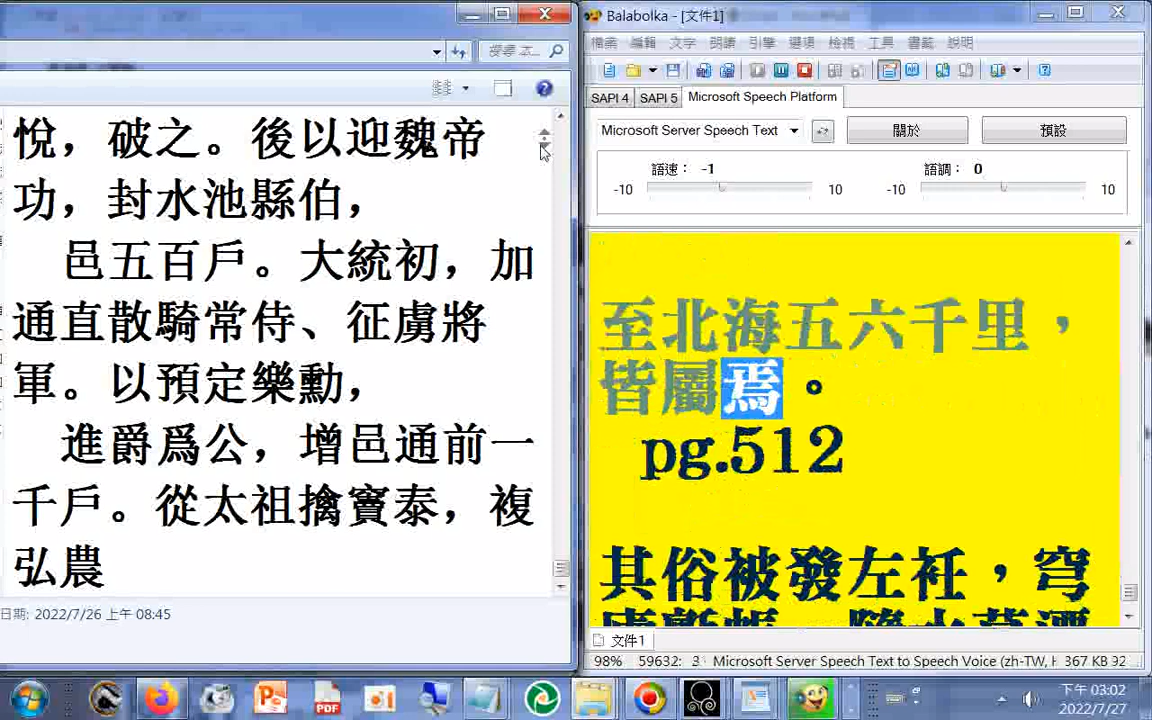 搜尋 本...
悅，破之。後以迎魏帝
功，封水池縣伯，
邑五百戶。大統初，加
通直散騎常侍、征虜將
軍。以預定樂勳，
進爵爲公，增邑通前一
千戶。從太祖擒竇泰，複
弘農
日期: 2022/7/26 上午 08:45
Balabolka - [文件1]
檔案 編輯 文字 朗讀 引擎 選項 檢視 工具 書籤 說明
SAPI 4 SAPI 5 Microsoft Speech Platform
Microsoft Server Speech Text 關於 預設
語速： -1 語調： 0
-10 10 -10 10
至北海五六千里，
皆屬焉。
pg.512
其俗被發左衽，穹
文件1
98% 59632: 3 Microsoft Server Speech Text to Speech Voice (zh-TW, H 367 KB 92
PDF
下午 03:02
2022/7/27